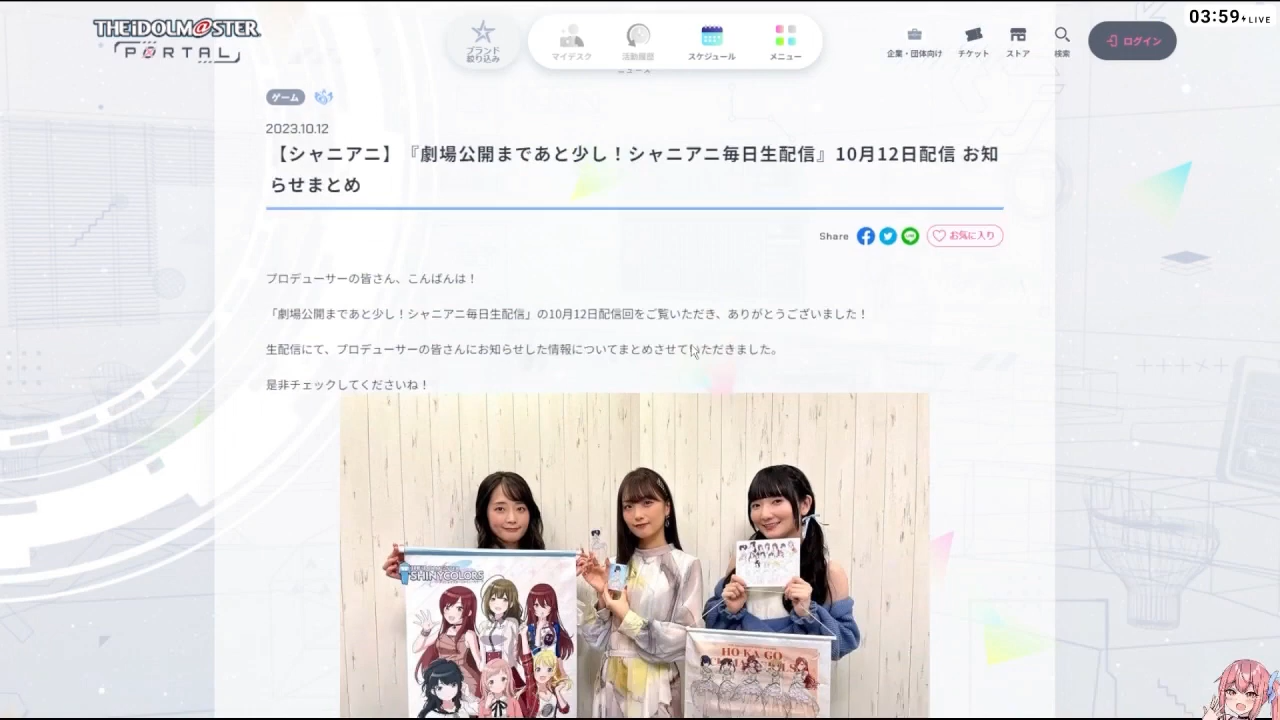 03:59 LIVE
THE iDOLM@STER
PORTAL
ブランド
絞り込み
マイデスク
活動履歴
スケジュール
メニュー
企業・団体向け
チケット
ストア
検索
ログイン
ニュース
ゲーム
2023.10.12
【シャニアニ】『劇場公開まであと少し！シャニアニ毎日生配信』10月12日配信 お知
らせまとめ
Share
お気に入り
プロデューサーの皆さん、こんばんは！
「劇場公開まであと少し！シャニアニ毎日生配信」の10月12日配信回をご覧いただき、ありがとうございました！
生配信にて、プロデューサーの皆さんにお知らせした情報についてまとめさせていただきました。
是非チェックしてくださいね！
SHINYCOLORS
HO KA GO